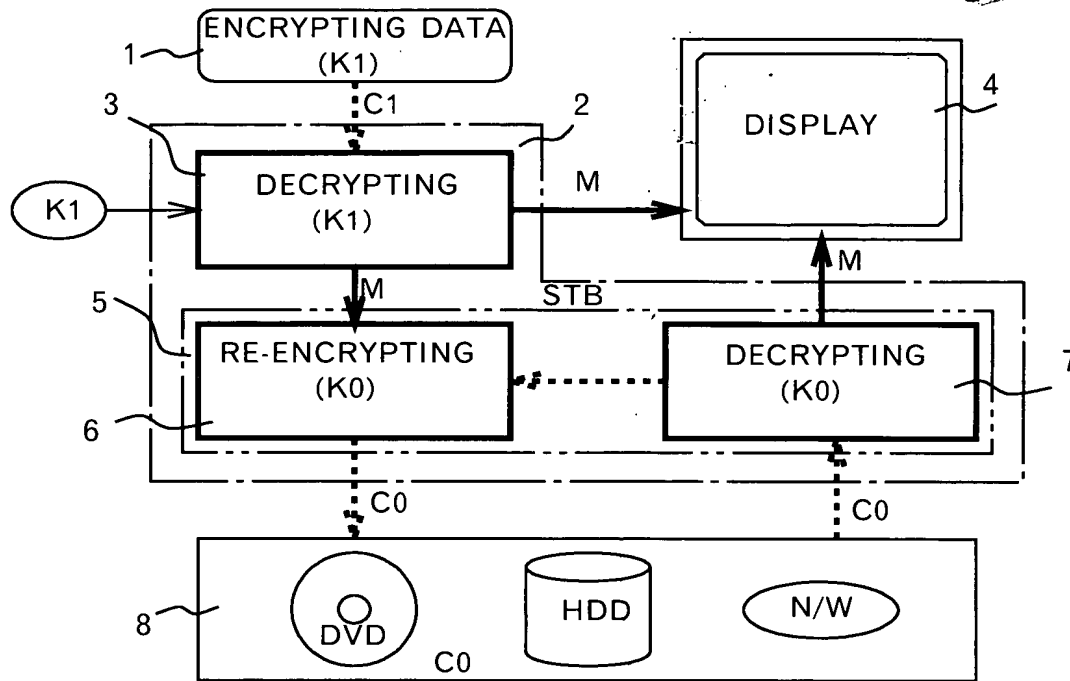 1
ENCRYPTING DATA
(K1)
C1
3
2
4
DISPLAY
K1
DECRYPTING
(K1)
M
M
M
STB
5
RE-ENCRYPTING
(K0)
6
DECRYPTING
(K0)
7
C0
C0
8
DVD
HDD
N/W
C0